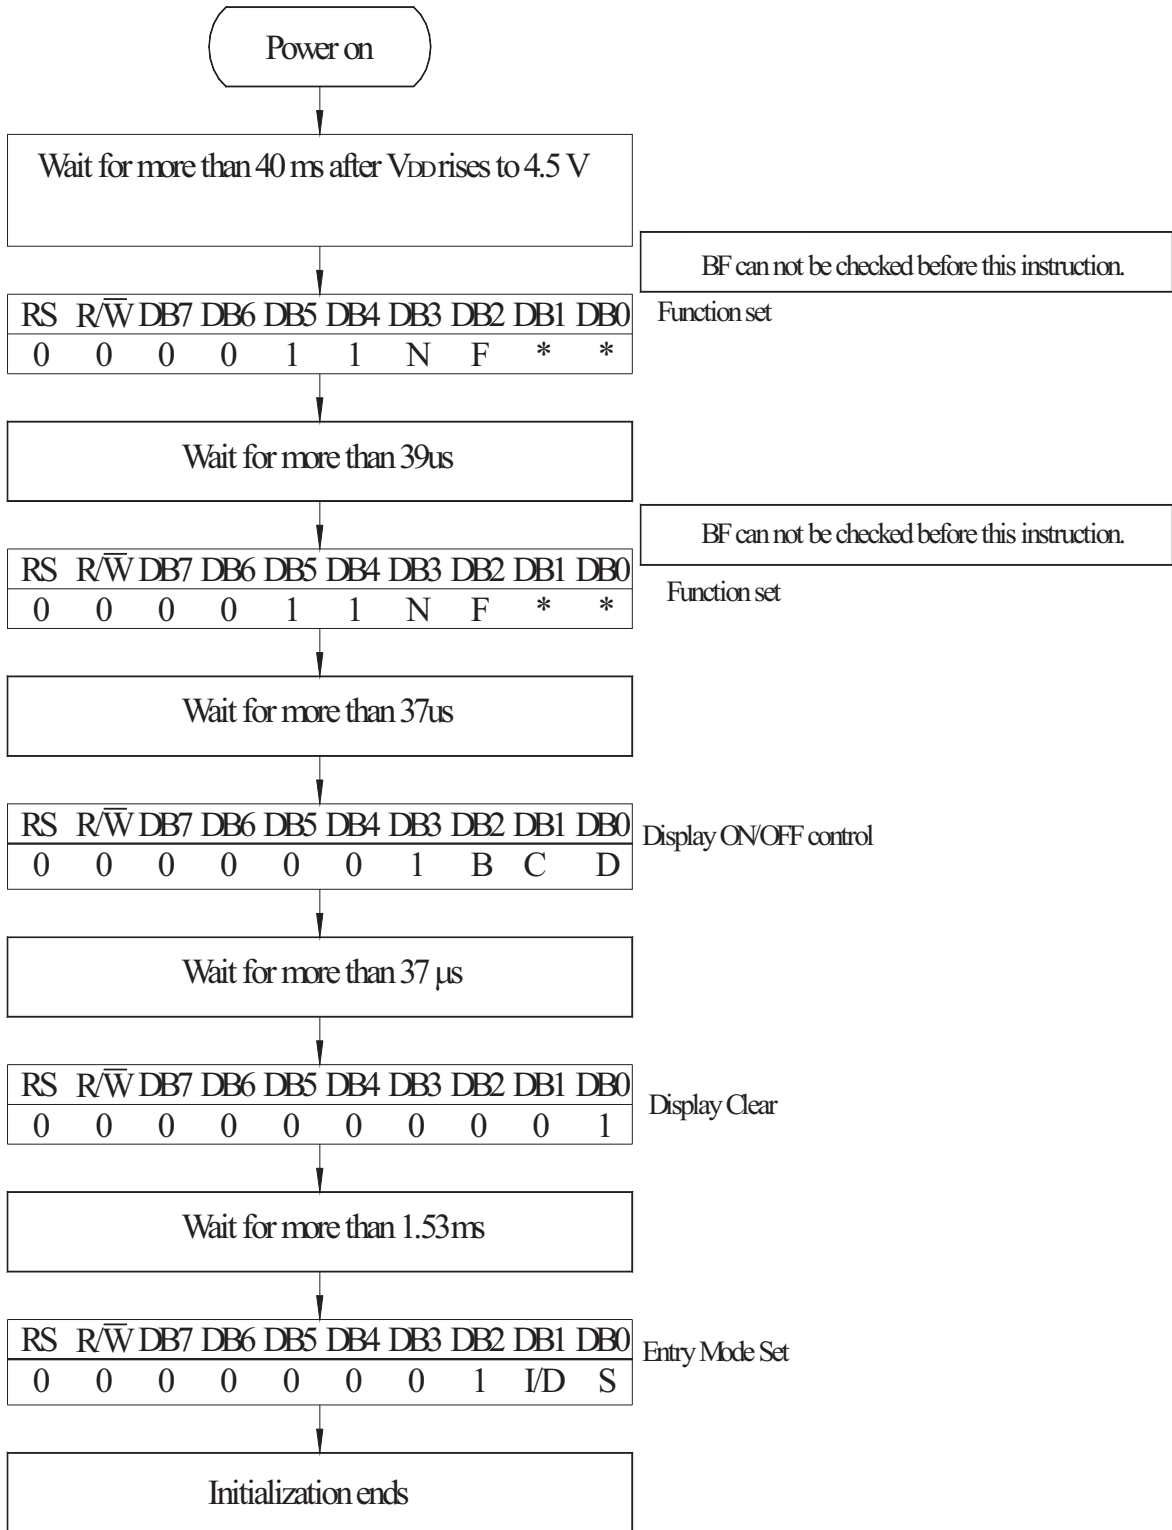 Power on
Wait for more than 40 ms after VDD rises to 4.5 V
BF can not be checked before this instruction.
RS R/W̅ DB7 DB6 DB5 DB4 DB3 DB2 DB1 DB0
Function set
0 0 0 0 1 1 N F * *
Wait for more than 39us
BF can not be checked before this instruction.
RS R/W̅ DB7 DB6 DB5 DB4 DB3 DB2 DB1 DB0
Function set
0 0 0 0 1 1 N F * *
Wait for more than 37us
RS R/W̅ DB7 DB6 DB5 DB4 DB3 DB2 DB1 DB0
Display ON/OFF control
0 0 0 0 0 0 1 B C D
Wait for more than 37 μs
RS R/W̅ DB7 DB6 DB5 DB4 DB3 DB2 DB1 DB0
Display Clear
0 0 0 0 0 0 0 0 0 1
Wait for more than 1.53ms
RS R/W̅ DB7 DB6 DB5 DB4 DB3 DB2 DB1 DB0
Entry Mode Set
0 0 0 0 0 0 0 1 I/D S
Initialization ends